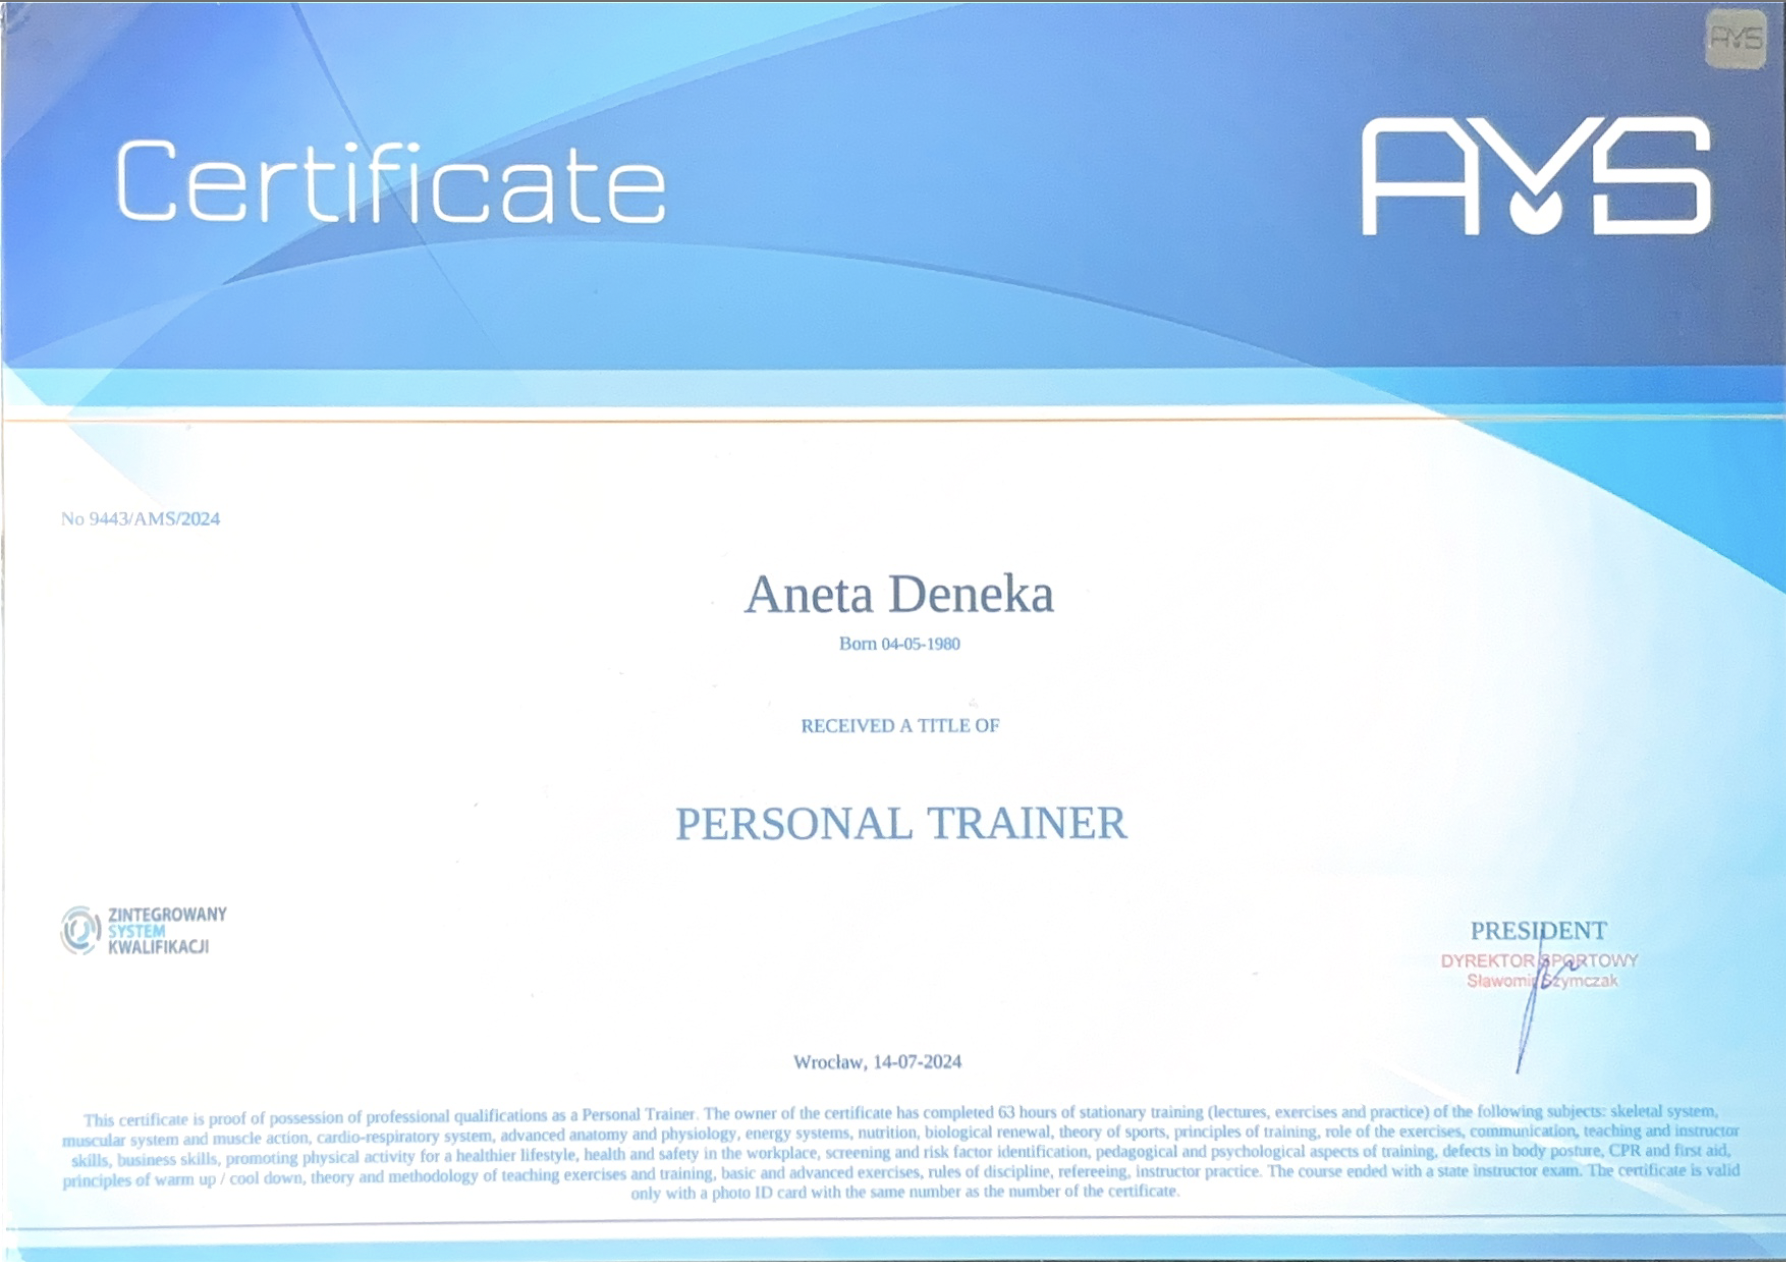 AMS
Certificate
AMS
No 9443/AMS/2024
Aneta Deneka
Born 04-05-1980
RECEIVED A TITLE OF
PERSONAL TRAINER
ZINTEGROWANY
SYSTEM
KWALIFIKACJI
PRESIDENT
DYREKTOR SPORTOWY
Sławomir Szymczak
Wrocław, 14-07-2024
This certificate is proof of possession of professional qualifications as a Personal Trainer. The owner of the certificate has completed 63 hours of stationary training (lectures, exercises and practice) of the following subjects: skeletal system,
muscular system and muscle action, cardio-respiratory system, advanced anatomy and physiology, energy systems, nutrition, biological renewal, theory of sports, principles of training, role of the exercises, communication, teaching and instructor
skills, business skills, promoting physical activity for a healthier lifestyle, health and safety in the workplace, screening and risk factor identification, pedagogical and psychological aspects of training, defects in body posture, CPR and first aid,
principles of warm up / cool down, theory and methodology of teaching exercises and training, basic and advanced exercises, rules of discipline, refereeing, instructor practice. The course ended with a state instructor exam. The certificate is valid
only with a photo ID card with the same number as the number of the certificate.